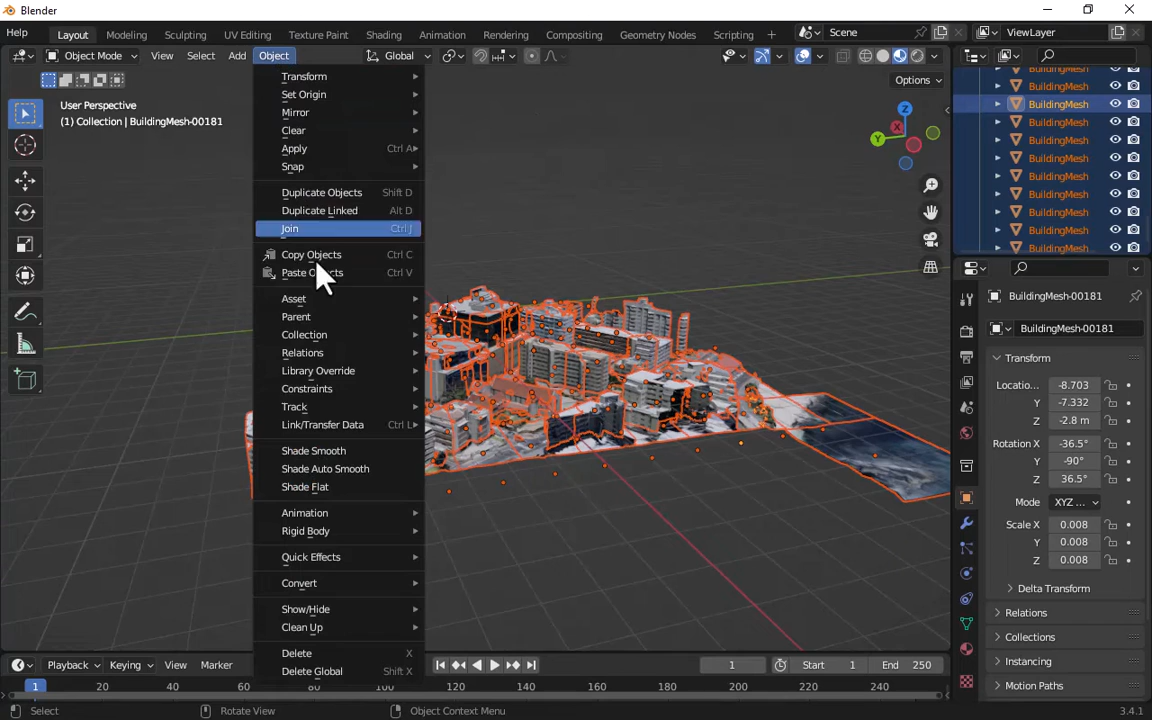 Blender
Help Layout Modeling Sculpting UV Editing Texture Paint Shading Animation Rendering Compositing Geometry Nodes Scripting + Scene ViewLayer
Object Mode View Select Add Object Global
Options
User Perspective
(1) Collection | BuildingMesh-00181
Transform
Set Origin
Mirror
Clear
Apply Ctrl A
Snap
Duplicate Objects Shift D
Duplicate Linked Alt D
Join Ctrl J
Copy Objects Ctrl C
Paste Objects Ctrl V
Asset
Parent
Collection
Relations
Library Override
Constraints
Track
Link/Transfer Data Ctrl L
Shade Smooth
Shade Auto Smooth
Shade Flat
Animation
Rigid Body
Quick Effects
Convert
Show/Hide
Clean Up
Delete X
Delete Global Shift X
Z
X
Y
BuildingMesh
BuildingMesh
BuildingMesh
BuildingMesh
BuildingMesh
BuildingMesh
BuildingMesh
BuildingMesh
BuildingMesh
BuildingMesh
BuildingMesh
BuildingMesh-00181
BuildingMesh-00181
Transform
Locatio... -8.703
Y -7.332
Z -2.8 m
Rotation X -36.5°
Y -90°
Z 36.5°
Mode XYZ ...
Scale X 0.008
Y 0.008
Z 0.008
Delta Transform
Relations
Collections
Instancing
Motion Paths
Playback Keying View Marker 1 Start 1 End 250
1 20 40 60 80 100 120 140 160 180 200 220 240
Select Rotate View Object Context Menu 3.4.1